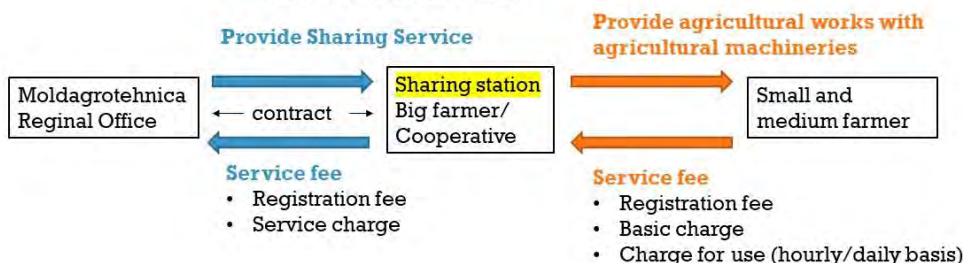 Provide Sharing Service
Provide agricultural works with
agricultural machineries
Moldagrotehnica
Reginal Office
contract
Sharing station
Big farmer/
Cooperative
Small and
medium farmer
Service fee
• Registration fee
• Service charge
Service fee
• Registration fee
• Basic charge
• Charge for use (hourly/daily basis)